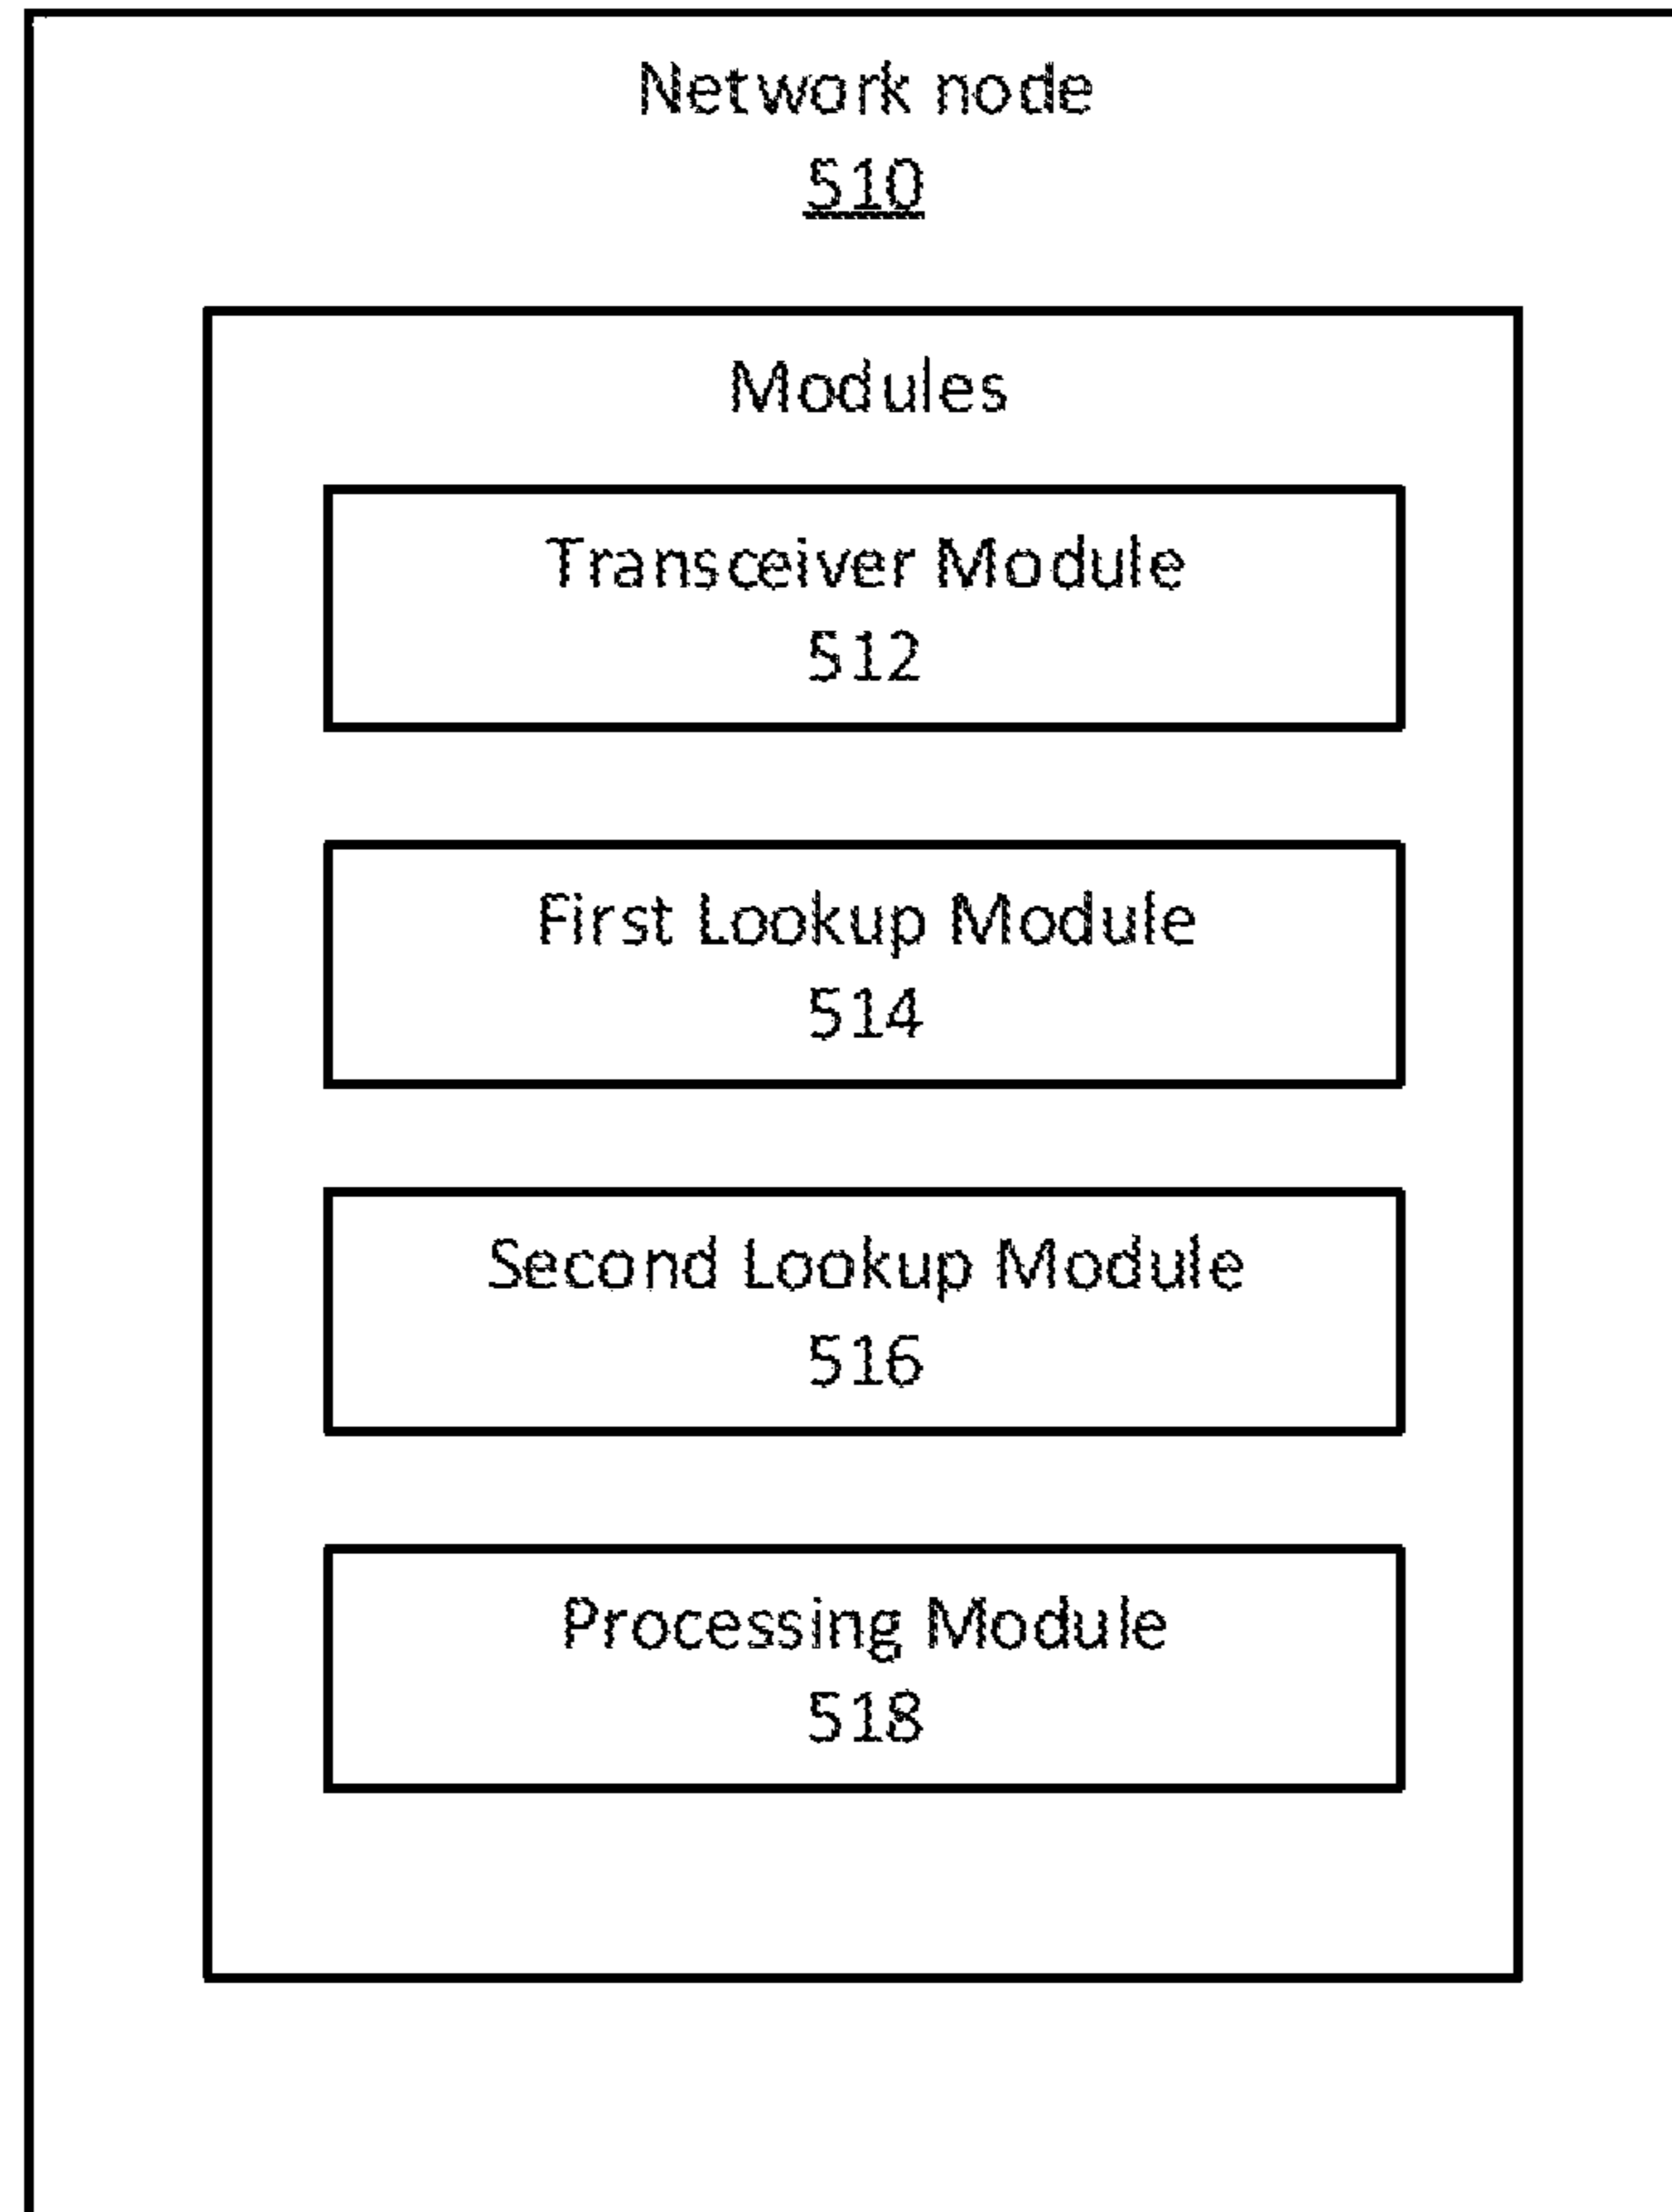 Network node
510
Modules
Transceiver Module
512
First Lookup Module
514
Second Lookup Module
516
Processing Module
518